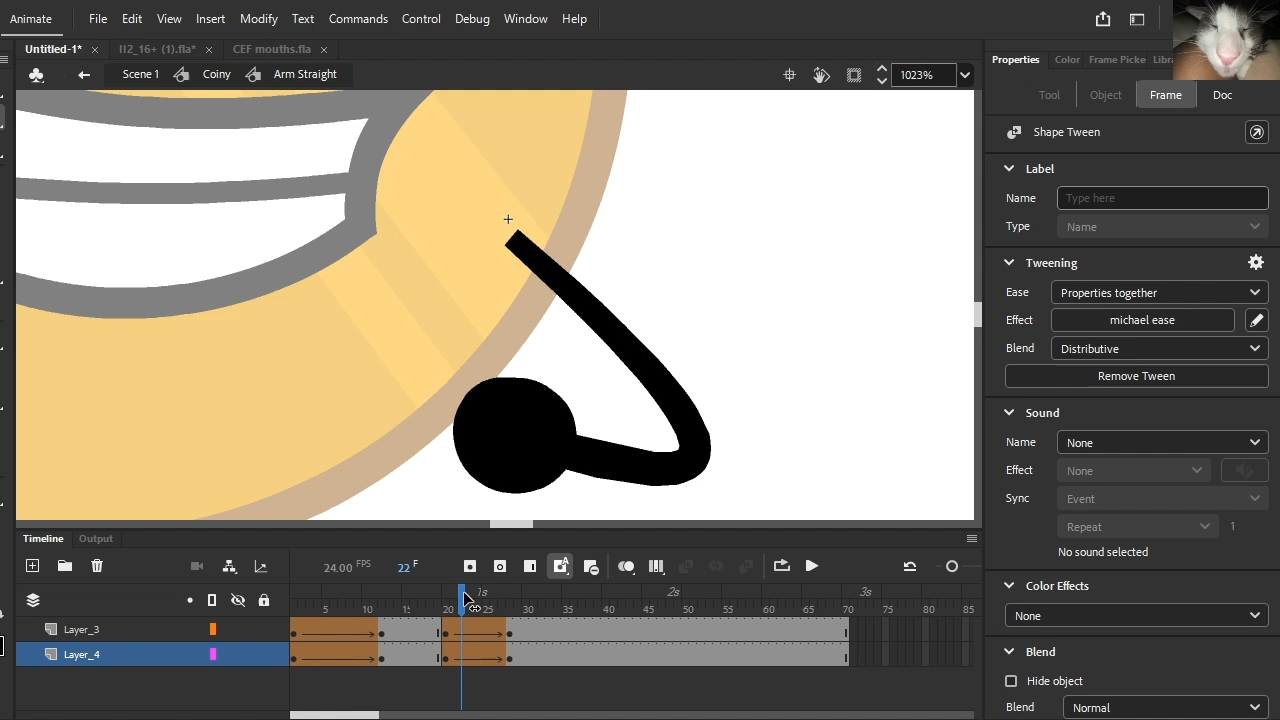 Animate File Edit View Insert Modify Text Commands Control Debug Window Help
Untitled-1* × II2_16+ (1).fla* × CEF mouths.fla ×
Properties Color Frame Picke
Scene 1 Coiny Arm Straight 1023%
Tool Object Frame Doc
Shape Tween
Label
Name Type here
Type Name
Tweening
Ease Properties together
Effect michael ease
Blend Distributive
Remove Tween
Sound
Name None
Effect None
Sync Event
Repeat 1
No sound selected
Color Effects
None
Blend
Hide object
Blend Normal
Timeline Output
24.00 FPS 22 F
1s 2s 3s
5 10 20 25 30 35 40 45 50 55 60 65 70 75 80 85
Layer_3
Layer_4